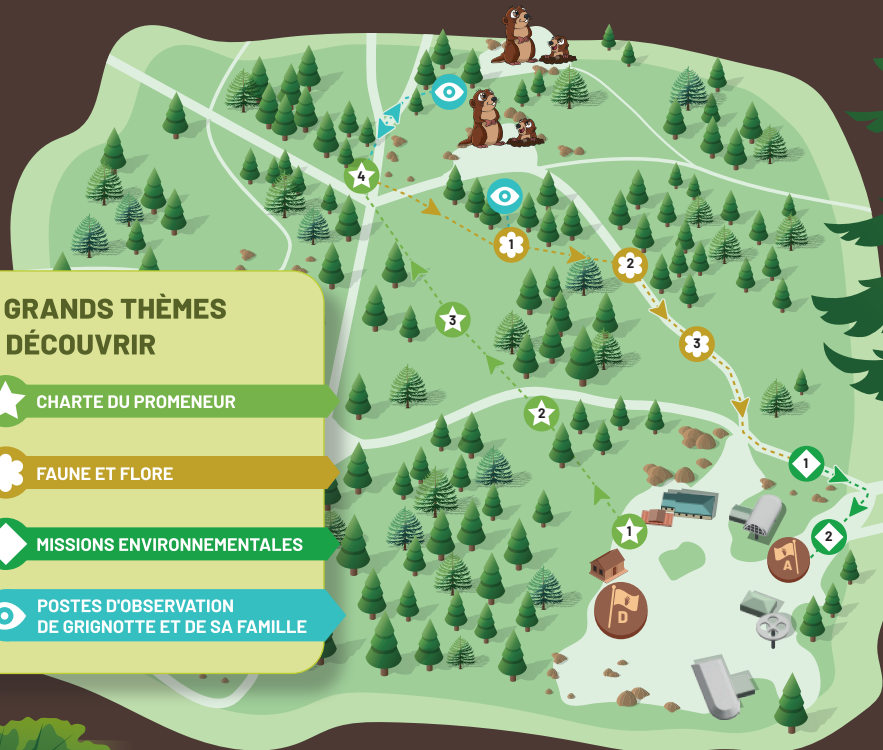 4
1
2
3
3
2
1
1
2
A
D
GRANDS THÈMES
DÉCOUVRIR
CHARTE DU PROMENEUR
FAUNE ET FLORE
MISSIONS ENVIRONNEMENTALES
POSTES D'OBSERVATION
DE GRIGNOTTE ET DE SA FAMILLE